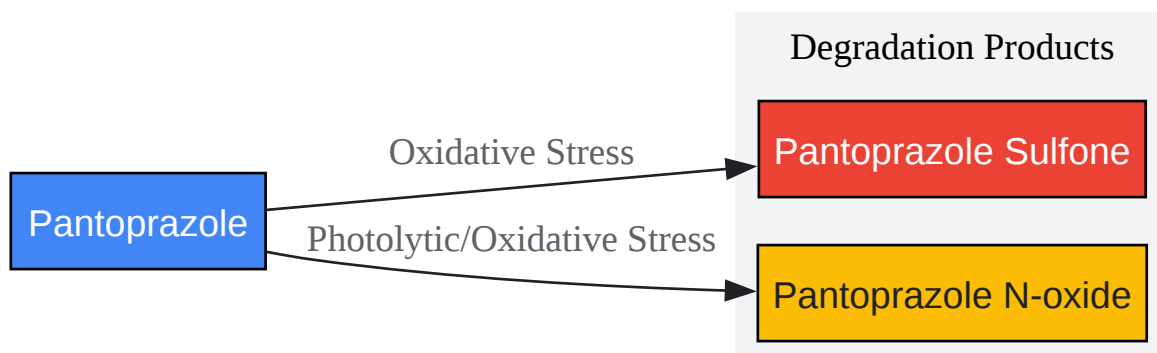 Degradation Products
Oxidative Stress
Pantoprazole Sulfone
Pantoprazole
Photolytic/Oxidative Stress
Pantoprazole N-oxide